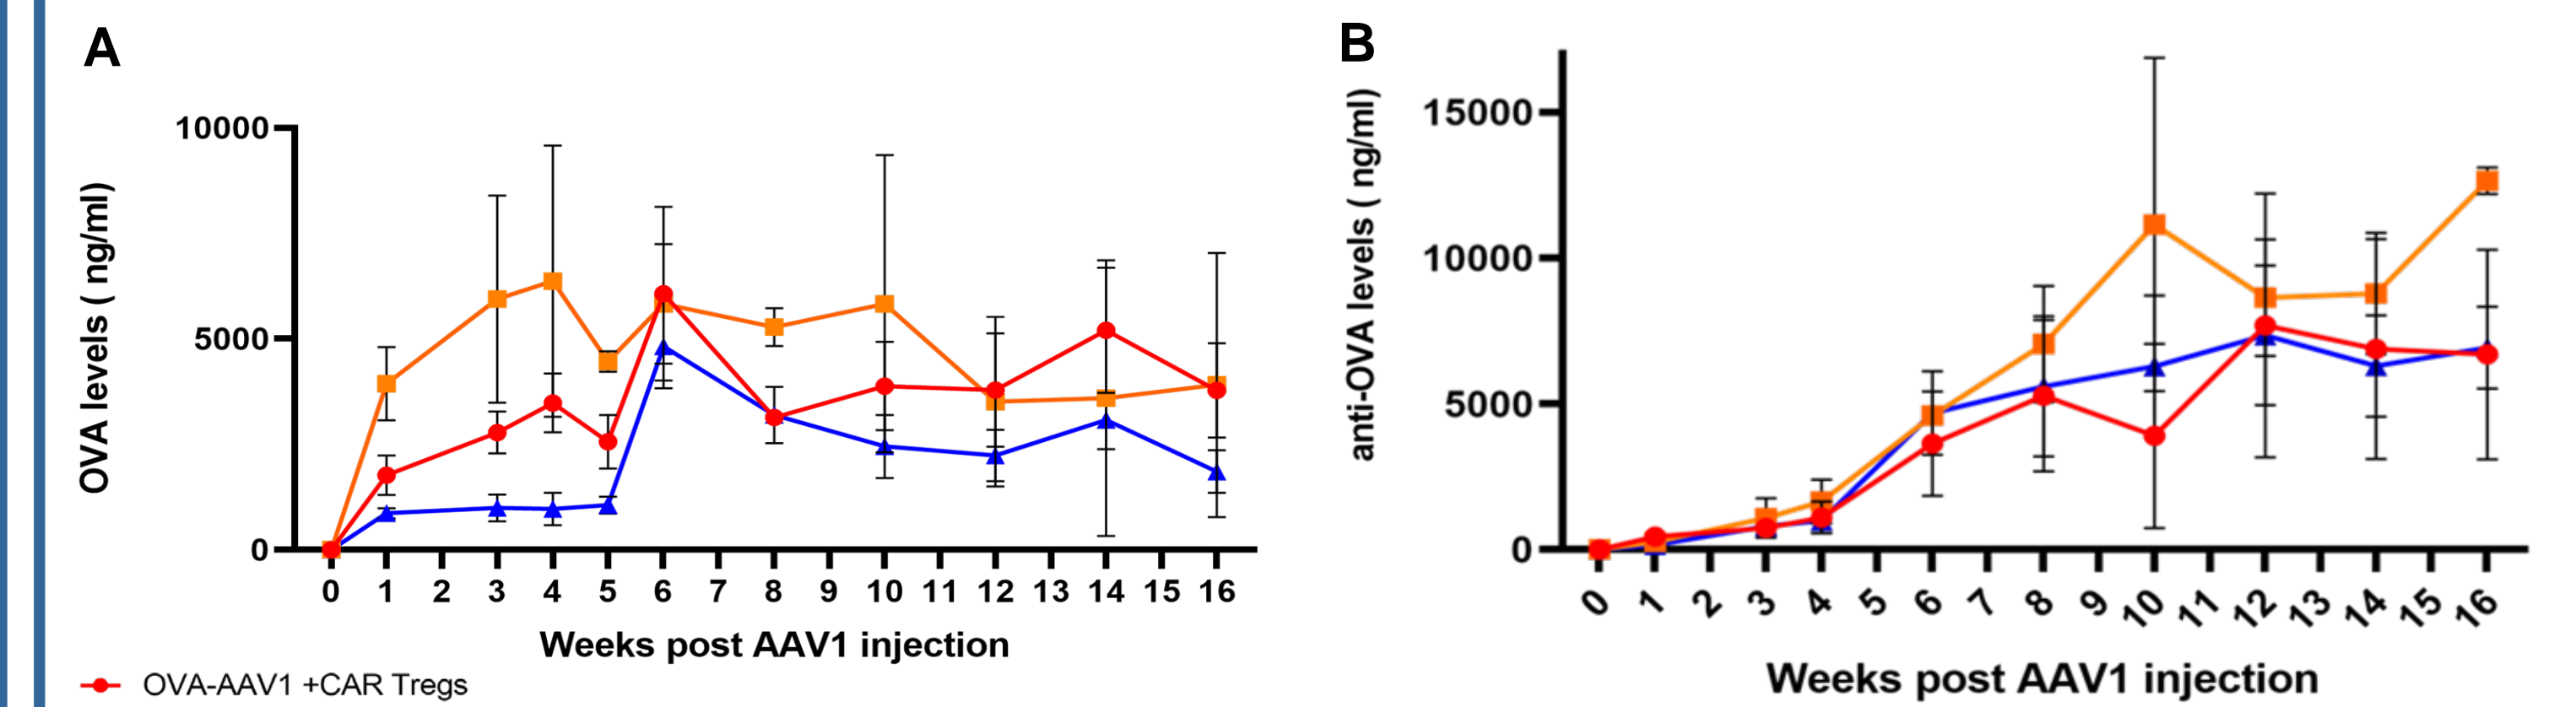 A
OVA levels ( ng/ml)
10000
5000
0
0 1 2 3 4 5 6 7 8 9 10 11 12 13 14 15 16
Weeks post AAV1 injection
OVA-AAV1 +CAR Tregs
B
anti-OVA levels ( ng/ml)
15000
10000
5000
0
0 1 2 3 4 5 6 7 8 9 10 11 12 13 14 15 16
Weeks post AAV1 injection